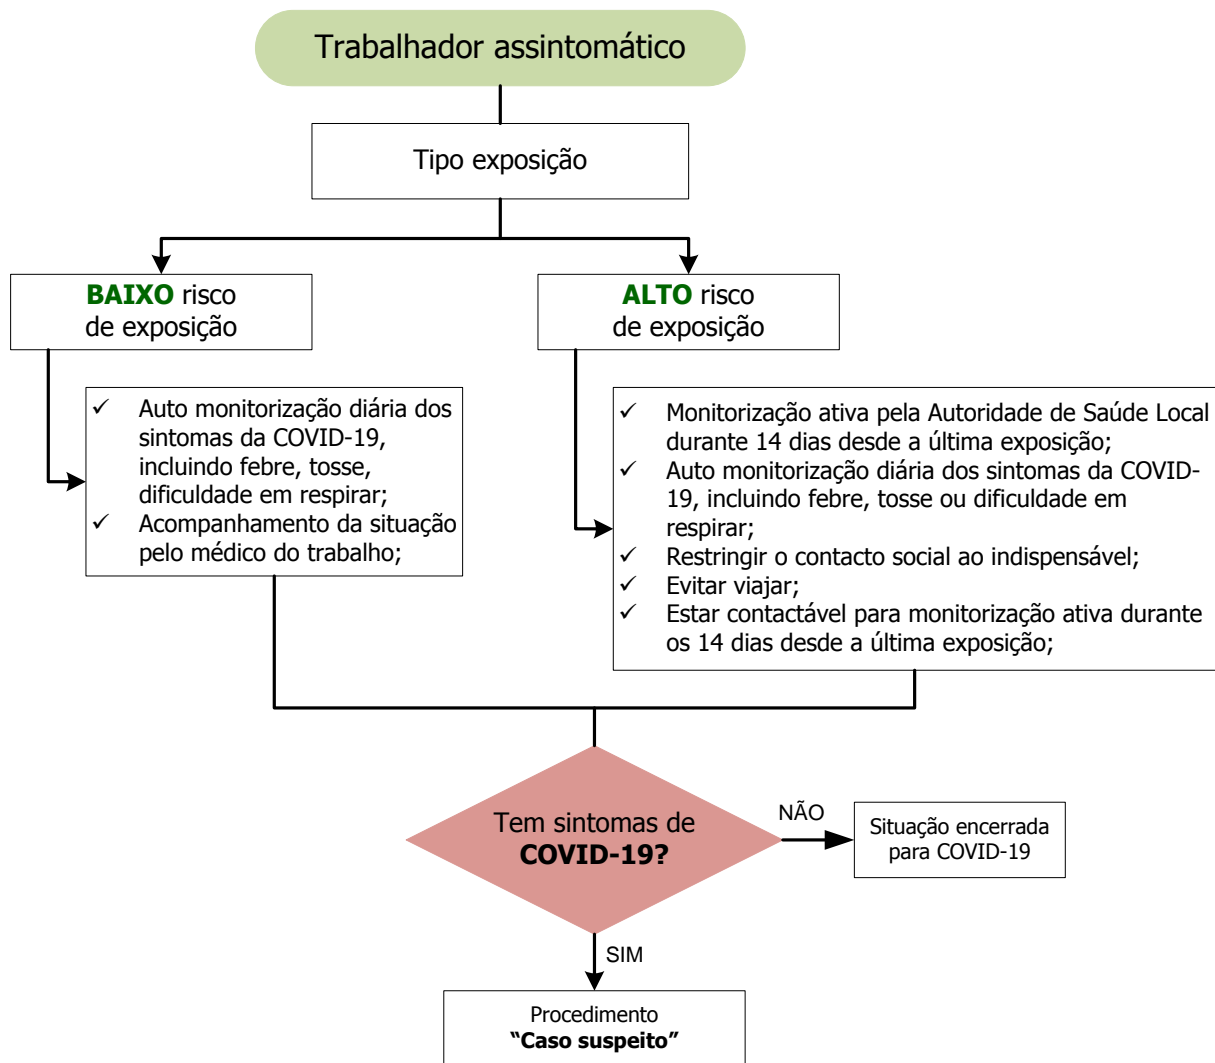 Trabalhador assintomático
Tipo exposição
BAIXO risco
de exposição
ALTO risco
de exposição
✓ Auto monitorização diária dos
sintomas da COVID-19,
incluindo febre, tosse,
dificuldade em respirar;
✓ Acompanhamento da situação
pelo médico do trabalho;
✓ Monitorização ativa pela Autoridade de Saúde Local
durante 14 dias desde a última exposição;
✓ Auto monitorização diária dos sintomas da COVID-
19, incluindo febre, tosse ou dificuldade em
respirar;
✓ Restringir o contacto social ao indispensável;
✓ Evitar viajar;
✓ Estar contactável para monitorização ativa durante
os 14 dias desde a última exposição;
Tem sintomas de
COVID-19?
NÃO
Situação encerrada
para COVID-19
SIM
Procedimento
“Caso suspeito”